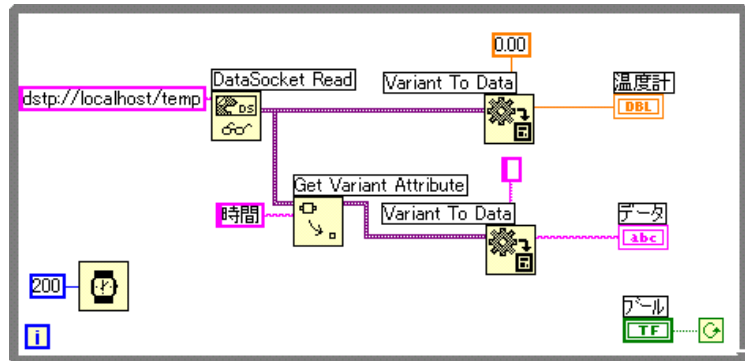 0.00
DataSocket Read
Variant To Data
温度計
dstp://localhost/temp
DS
DBL
Get Variant Attribute
時間
Variant To Data
データ
abc
200
ブール
TF
i